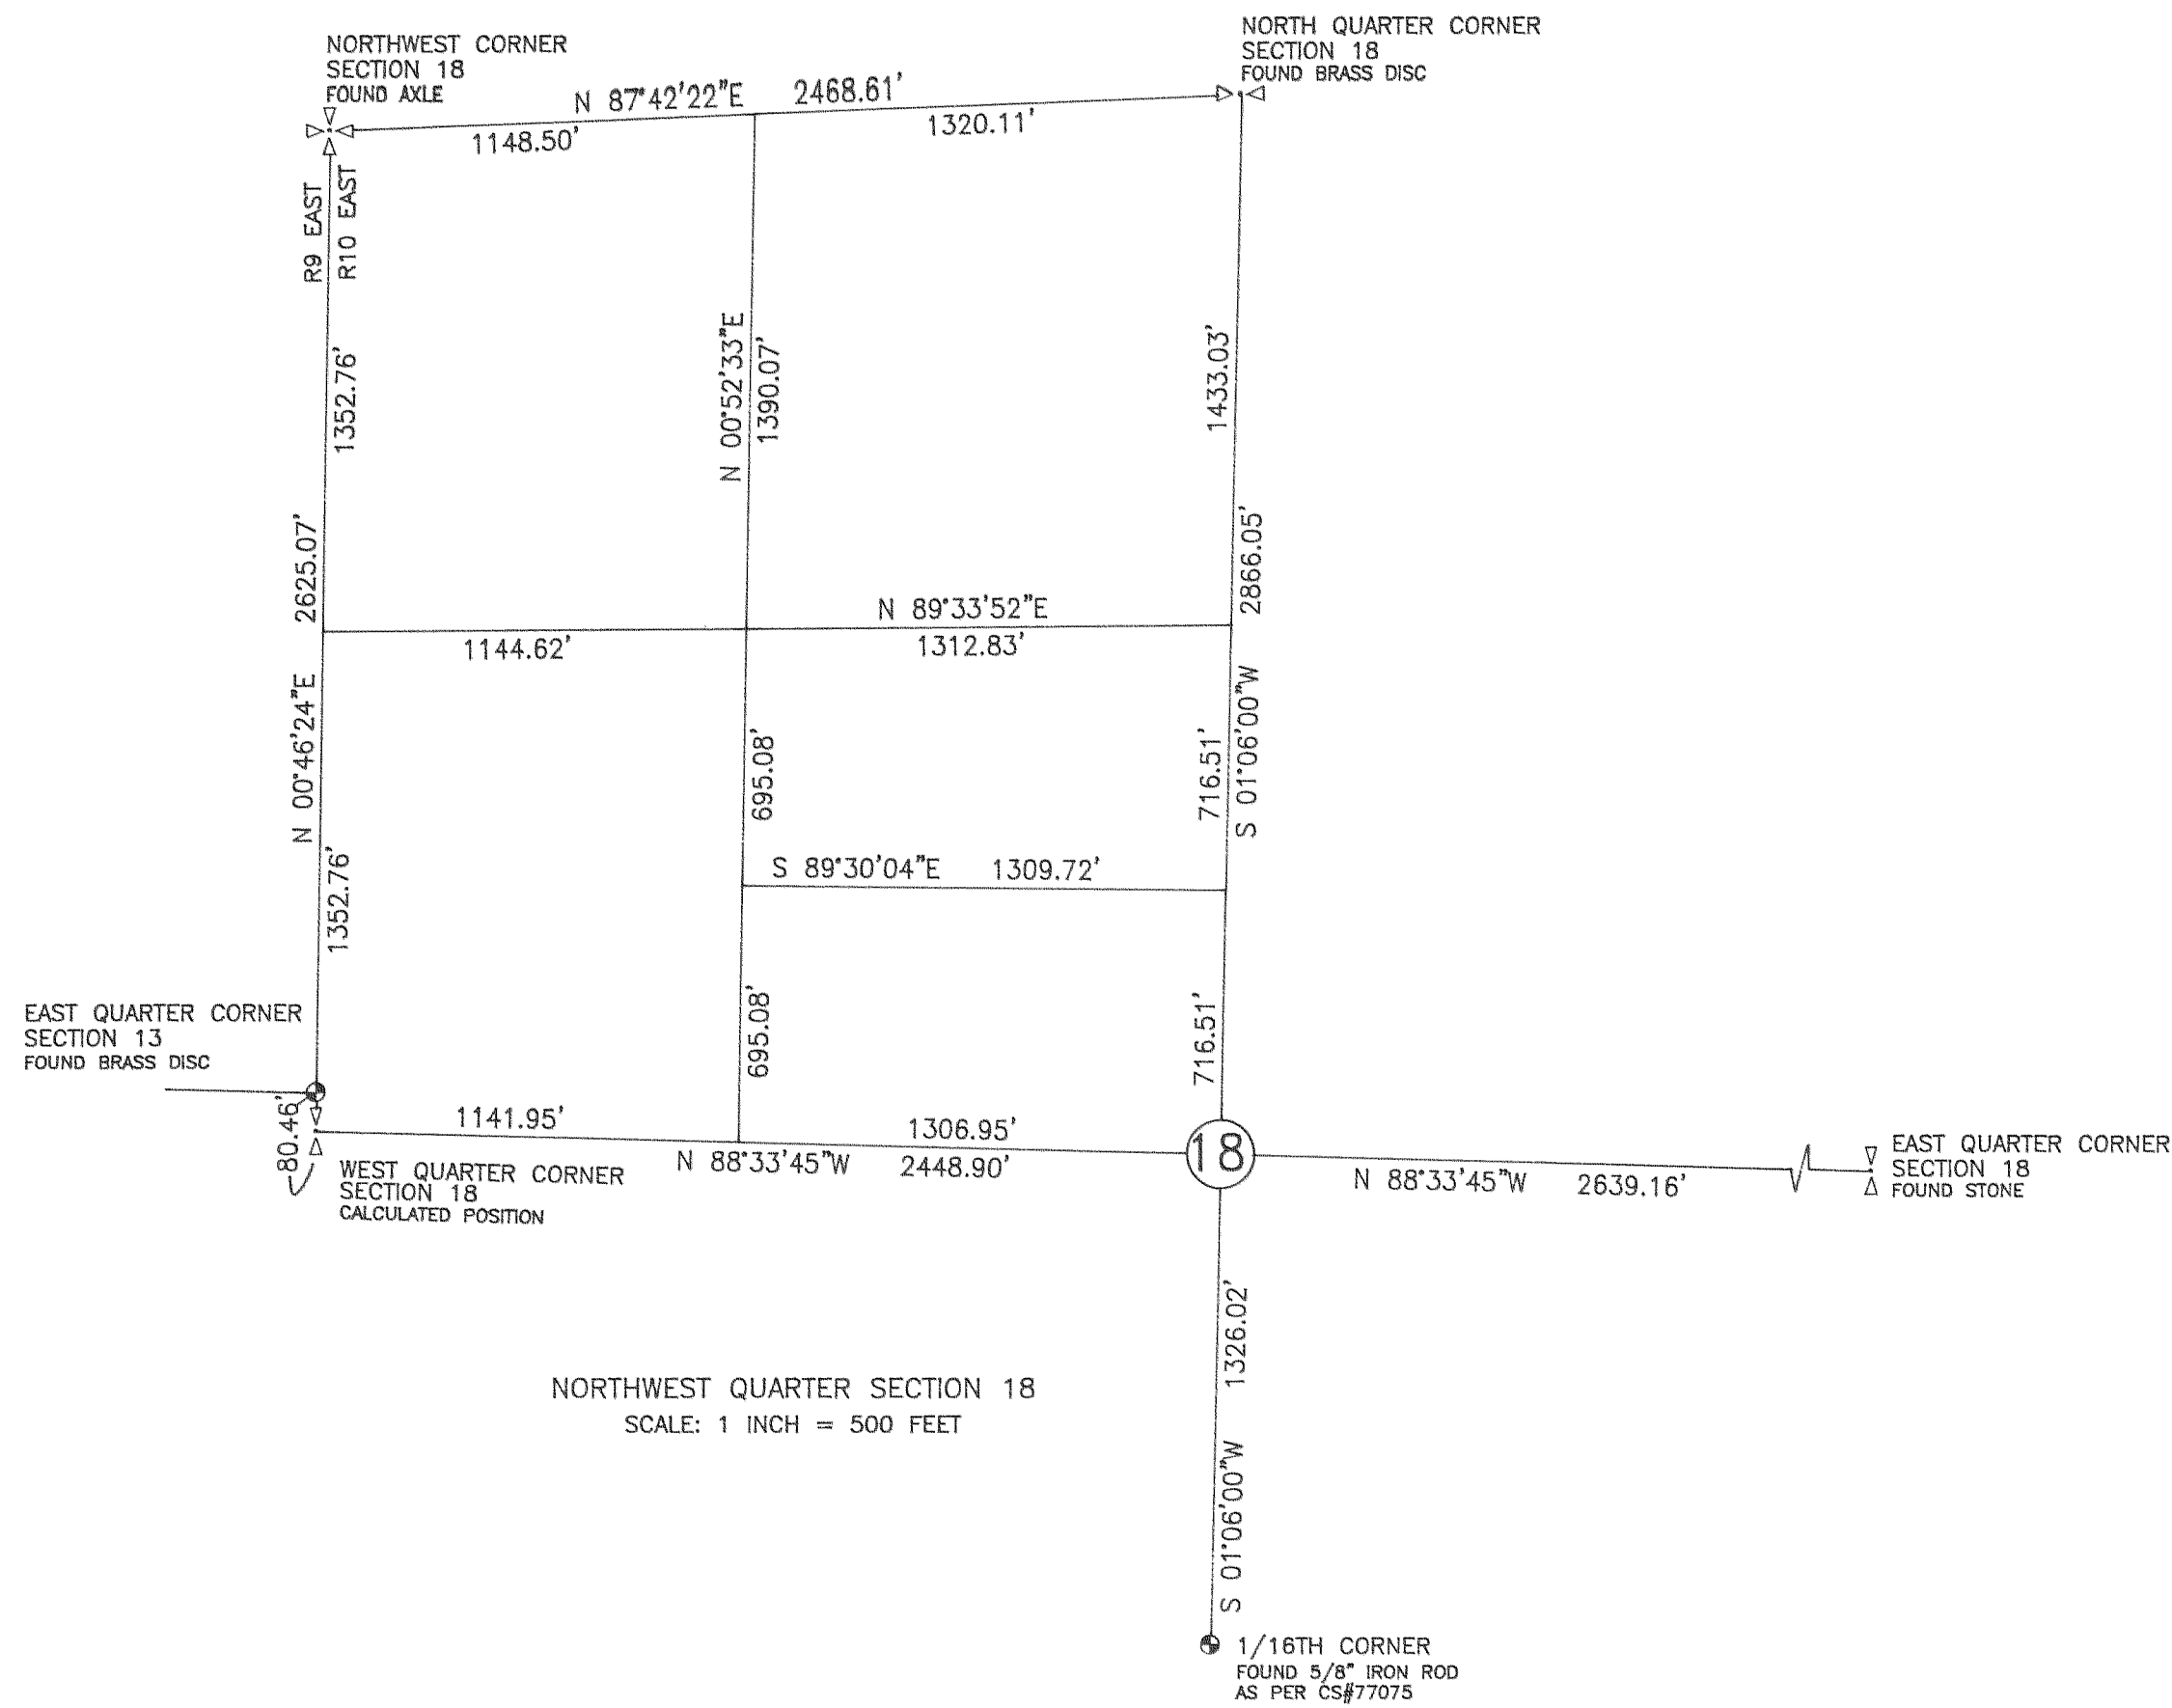 NORTH QUARTER CORNER
SECTION 18
FOUND BRASS DISC
NORTHWEST CORNER
SECTION 18
FOUND AXLE
N 87°42'22"E 2468.61'
1148.50'
1320.11'
R9 EAST
R10 EAST
1352.76'
N 00°52'33"E
1390.07'
1433.03'
2625.07'
2866.05'
N 89°33'52"E
1144.62'
1312.83'
N 00°46'24"E
695.08'
716.51'
S 01°06'00"W
S 89°30'04"E 1309.72'
1352.76'
EAST QUARTER CORNER
SECTION 13
FOUND BRASS DISC
695.08'
716.51'
80.46'
1141.95'
1306.95'
N 88°33'45"W 2448.90'
18
WEST QUARTER CORNER
SECTION 18
CALCULATED POSITION
N 88°33'45"W 2639.16'
EAST QUARTER CORNER
SECTION 18
FOUND STONE
1326.02'
S 01°06'00"W
NORTHWEST QUARTER SECTION 18
SCALE: 1 INCH = 500 FEET
1/16TH CORNER
FOUND 5/8" IRON ROD
AS PER CS#77075